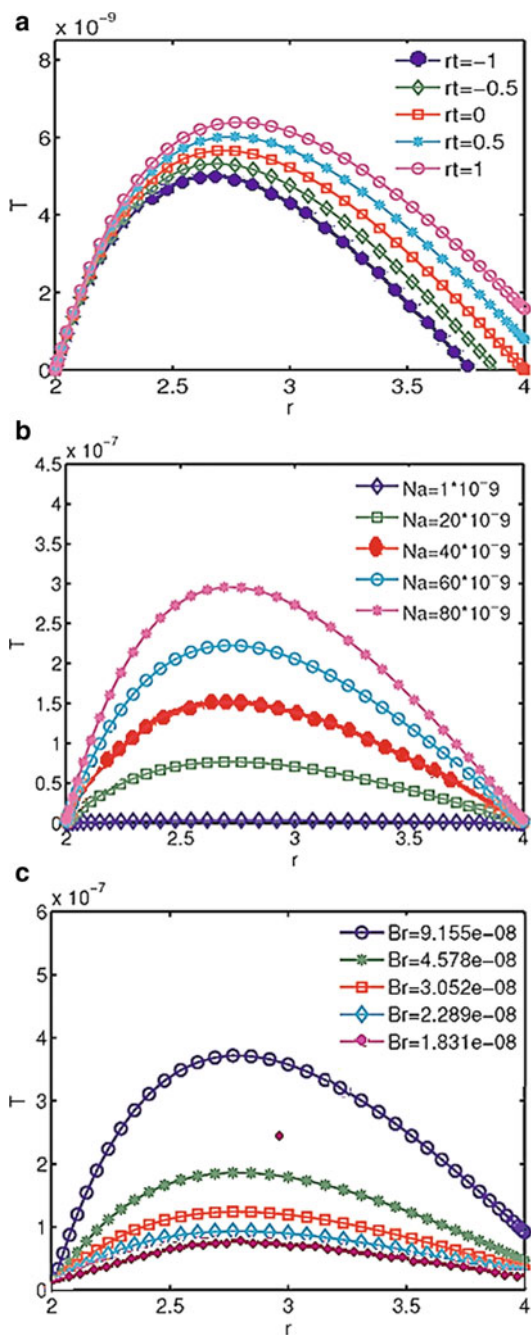 a
x 10⁻⁹
8
6
4
2
0
T
2 2.5 3 3.5 4
r
rt=-1
rt=-0.5
rt=0
rt=0.5
rt=1
b
x 10⁻⁷
4.5
4
3.5
3
2.5
2
1.5
1
0.5
0
T
2 2.5 3 3.5 4
r
Na=1*10⁻9
Na=20*10⁻9
Na=40*10⁻9
Na=60*10⁻9
Na=80*10⁻9
c
x 10⁻⁷
6
5
4
3
2
1
0
T
2 2.5 3 3.5 4
r
Br=9.155e-08
Br=4.578e-08
Br=3.052e-08
Br=2.289e-08
Br=1.831e-08